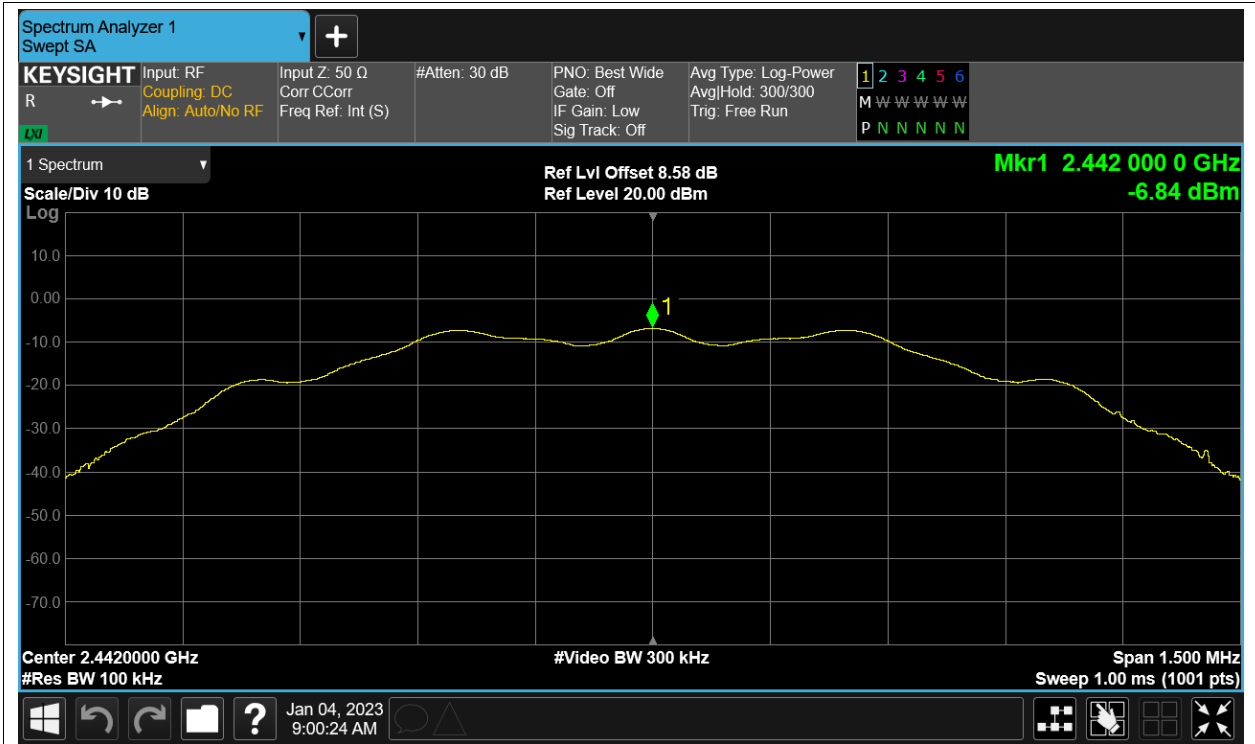 Spectrum Analyzer 1
Swept SA
+
KEYSIGHT
R
LXI
Input: RF
Coupling: DC
Align: Auto/No RF
Input Z: 50 Ω
Corr CCorr
Freq Ref: Int (S)
#Atten: 30 dB
PNO: Best Wide
Gate: Off
IF Gain: Low
Sig Track: Off
Avg Type: Log-Power
Avg|Hold: 300/300
Trig: Free Run
1 2 3 4 5 6
M W W W W W
P N N N N N
1 Spectrum
Scale/Div 10 dB
Log
Ref Lvl Offset 8.58 dB
Ref Level 20.00 dBm
Mkr1 2.442 000 0 GHz
-6.84 dBm
10.0
0.00
-10.0
-20.0
-30.0
-40.0
-50.0
-60.0
-70.0
1
Center 2.4420000 GHz
#Res BW 100 kHz
#Video BW 300 kHz
Span 1.500 MHz
Sweep 1.00 ms (1001 pts)
?
Jan 04, 2023
9:00:24 AM